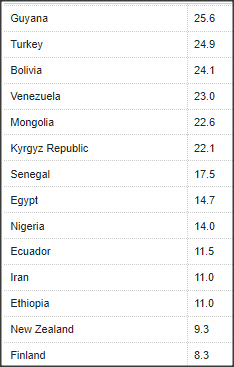 Guyana 25.6
Turkey 24.9
Bolivia 24.1
Venezuela 23.0
Mongolia 22.6
Kyrgyz Republic 22.1
Senegal 17.5
Egypt 14.7
Nigeria 14.0
Ecuador 11.5
Iran 11.0
Ethiopia 11.0
New Zealand 9.3
Finland 8.3